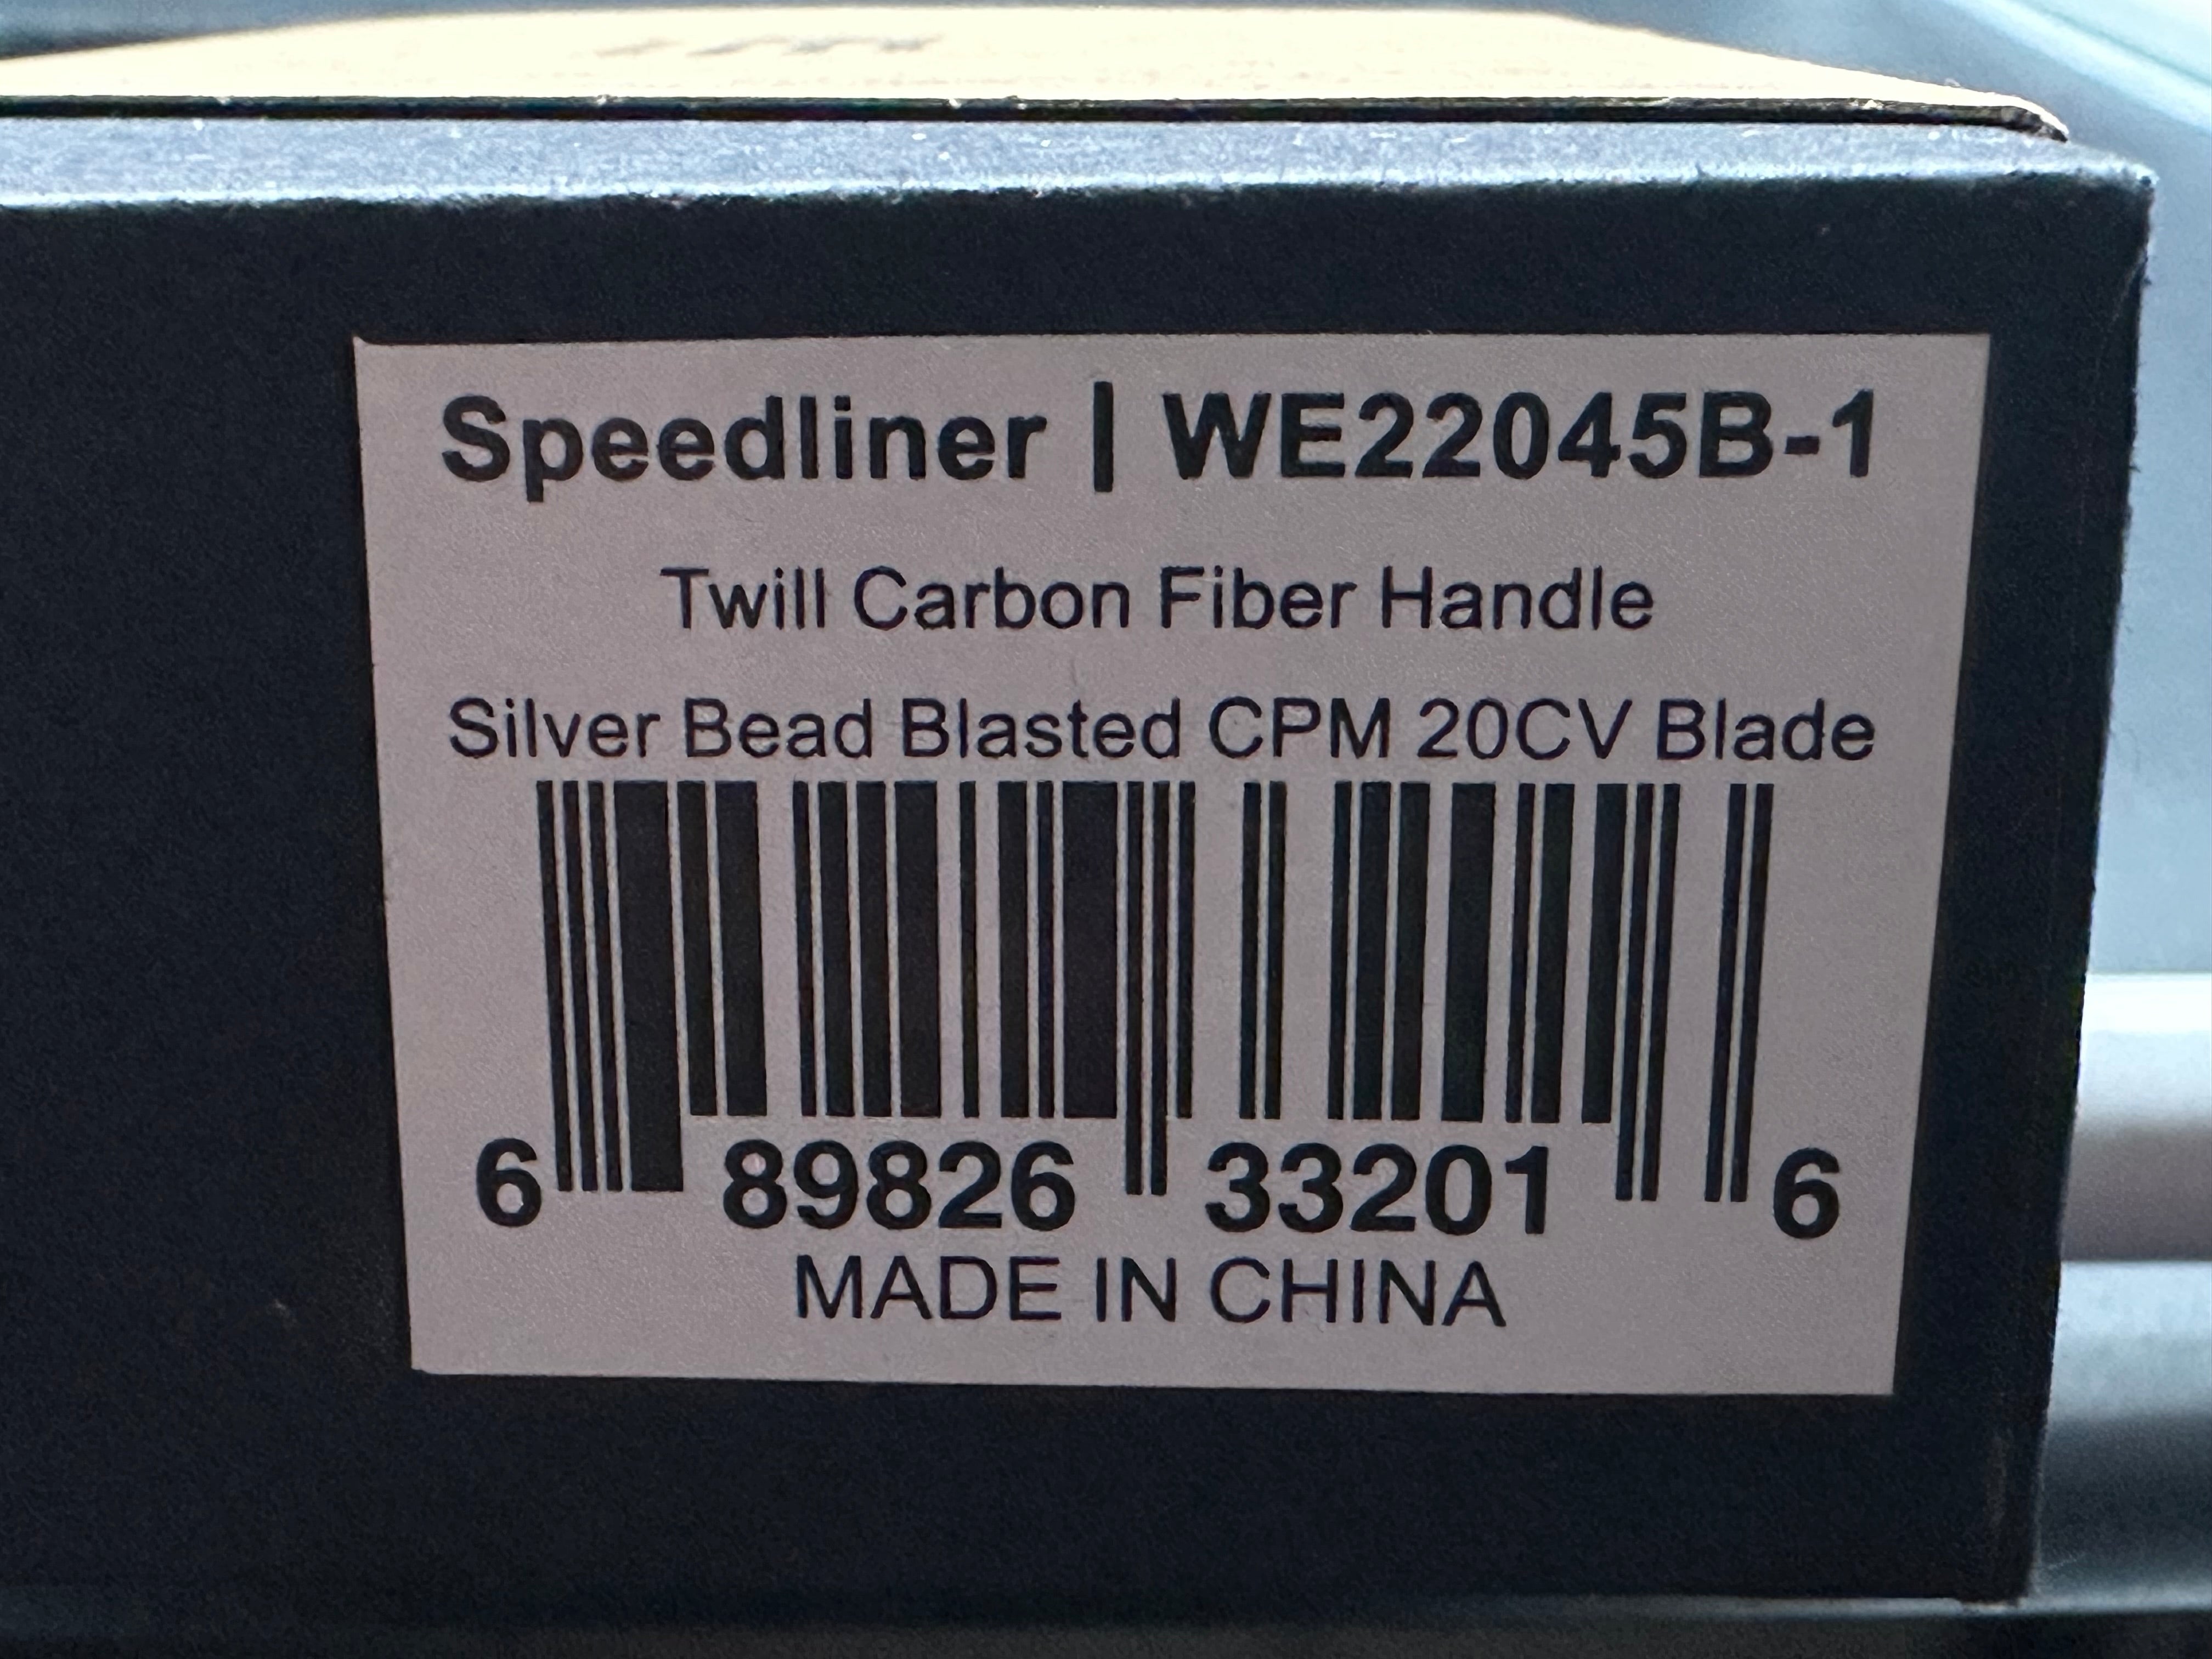 Speedliner | WE22045B-1
Twill Carbon Fiber Handle
Silver Bead Blasted CPM 20CV Blade
6 89826 33201 6
MADE IN CHINA